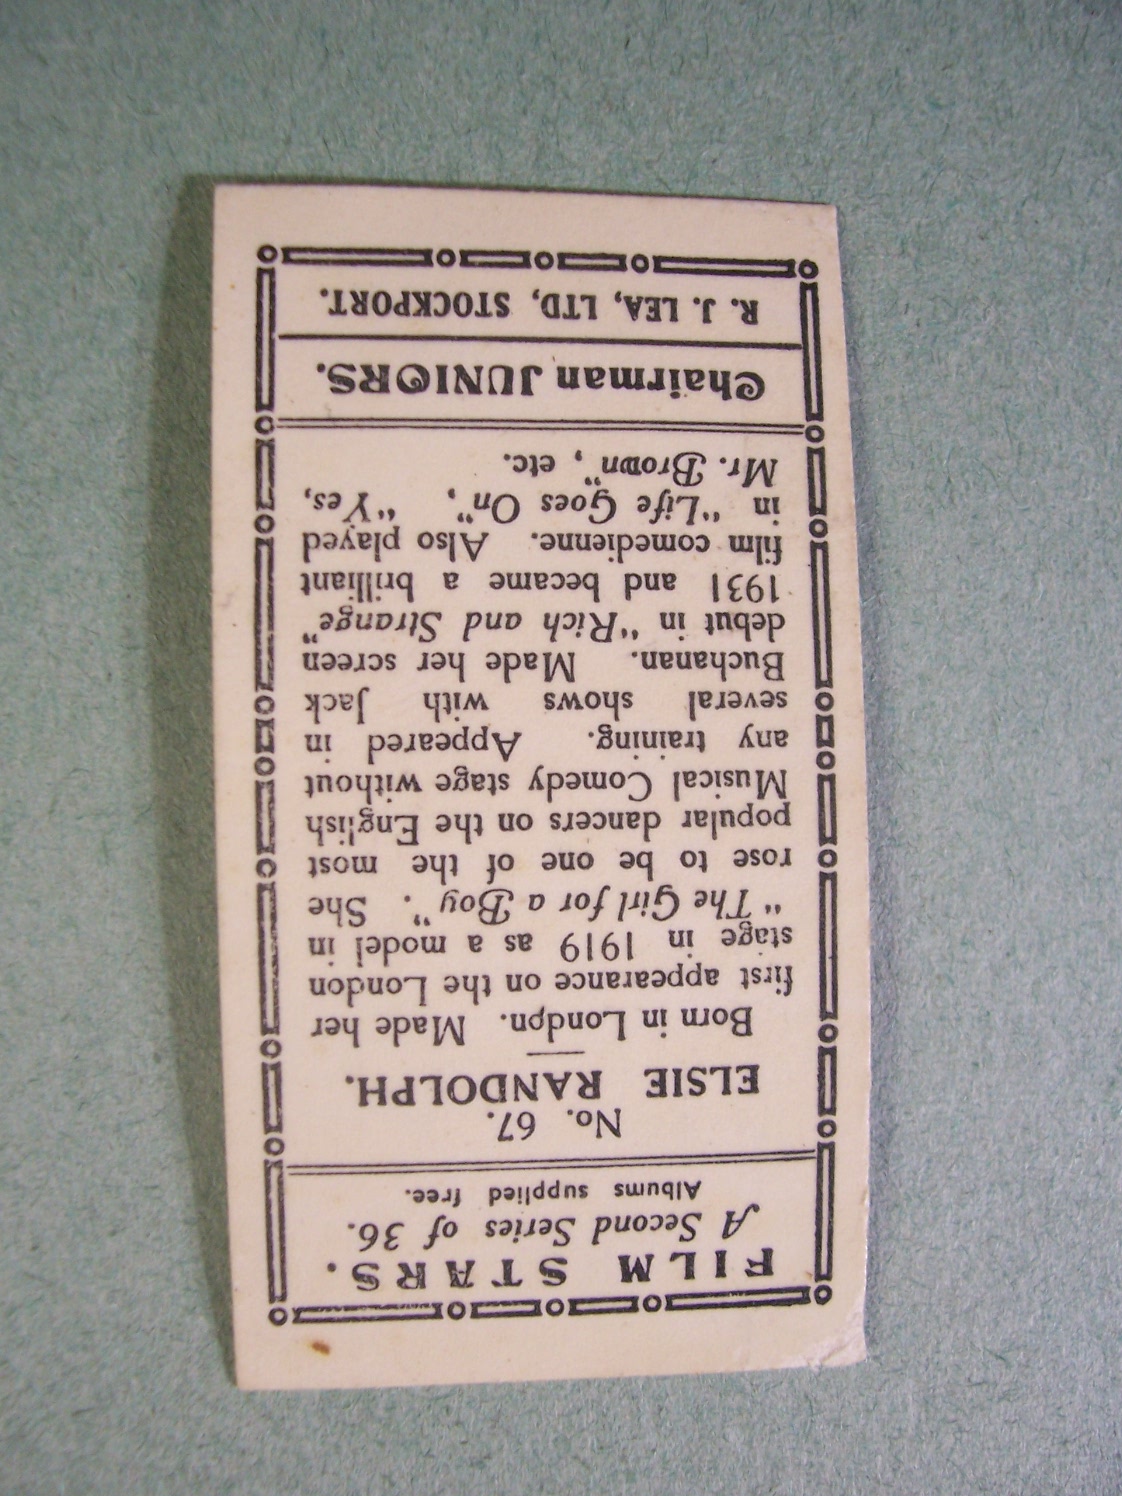 FILM STARS.
A Second Series of 36.
Albums supplied free.
No. 67.
ELSIE RANDOLPH.
Born in London. Made her
first appearance on the London
stage in 1919 as a model in
"The Girl for a Boy". She
rose to be one of the most
popular dancers on the English
Musical Comedy stage without
any training. Appeared in
several shows with Jack
Buchanan. Made her screen
debut in "Rich and Strange"
1931 and became a brilliant
film comedienne. Also played
in "Life Goes On", "Yes,
Mr. Brown", etc.
Chairman JUNIORS.
R. J. LEA, LTD, STOCKPORT.